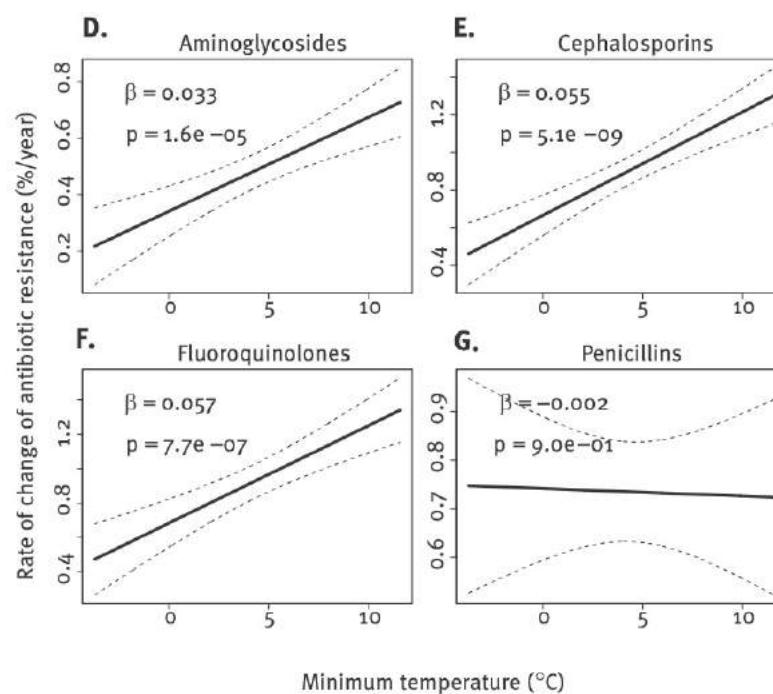 D.
Aminoglycosides
β = 0.033
p = 1.6e −05
0.2
0.4
0.6
0.8
0
5
10
E.
Cephalosporins
β = 0.055
p = 5.1e −09
0.4
0.8
1.2
0
5
10
F.
Fluoroquinolones
β = 0.057
p = 7.7e −07
0.4
0.8
1.2
0
5
10
G.
Penicillins
β = −0.002
p = 9.0e−01
0.6
0.7
0.8
0.9
0
5
10
Rate of change of antibiotic resistance (%/year)
Minimum temperature (°C)